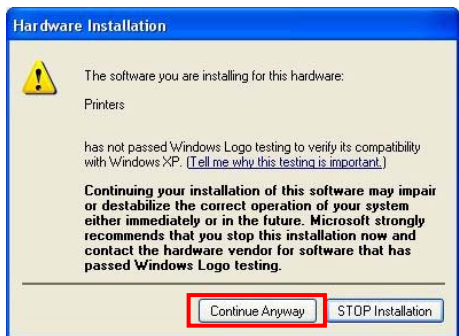 Hardware Installation
The software you are installing for this hardware:
Printers
has not passed Windows Logo testing to verify its compatibility
with Windows XP. (Tell me why this testing is important.)
Continuing your installation of this software may impair
or destabilize the correct operation of your system
either immediately or in the future. Microsoft strongly
recommends that you stop this installation now and
contact the hardware vendor for software that has
passed Windows Logo testing.
Continue Anyway
STOP Installation